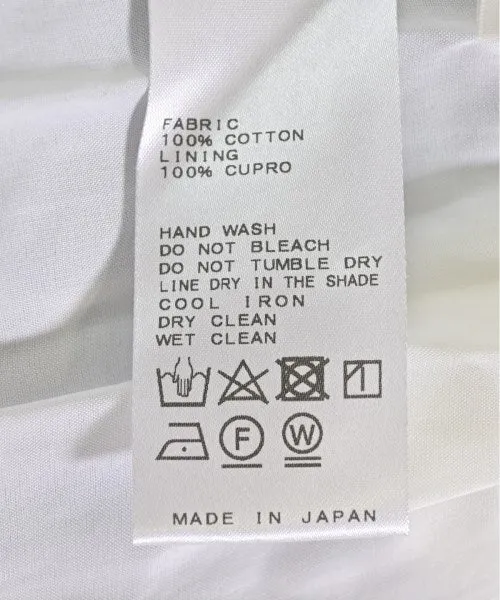 FABRIC
100% COTTON
LINING
100% CUPRO
HAND WASH
DO NOT BLEACH
DO NOT TUMBLE DRY
LINE DRY IN THE SHADE
COOL IRON
DRY CLEAN
WET CLEAN
F W
MADE IN JAPAN